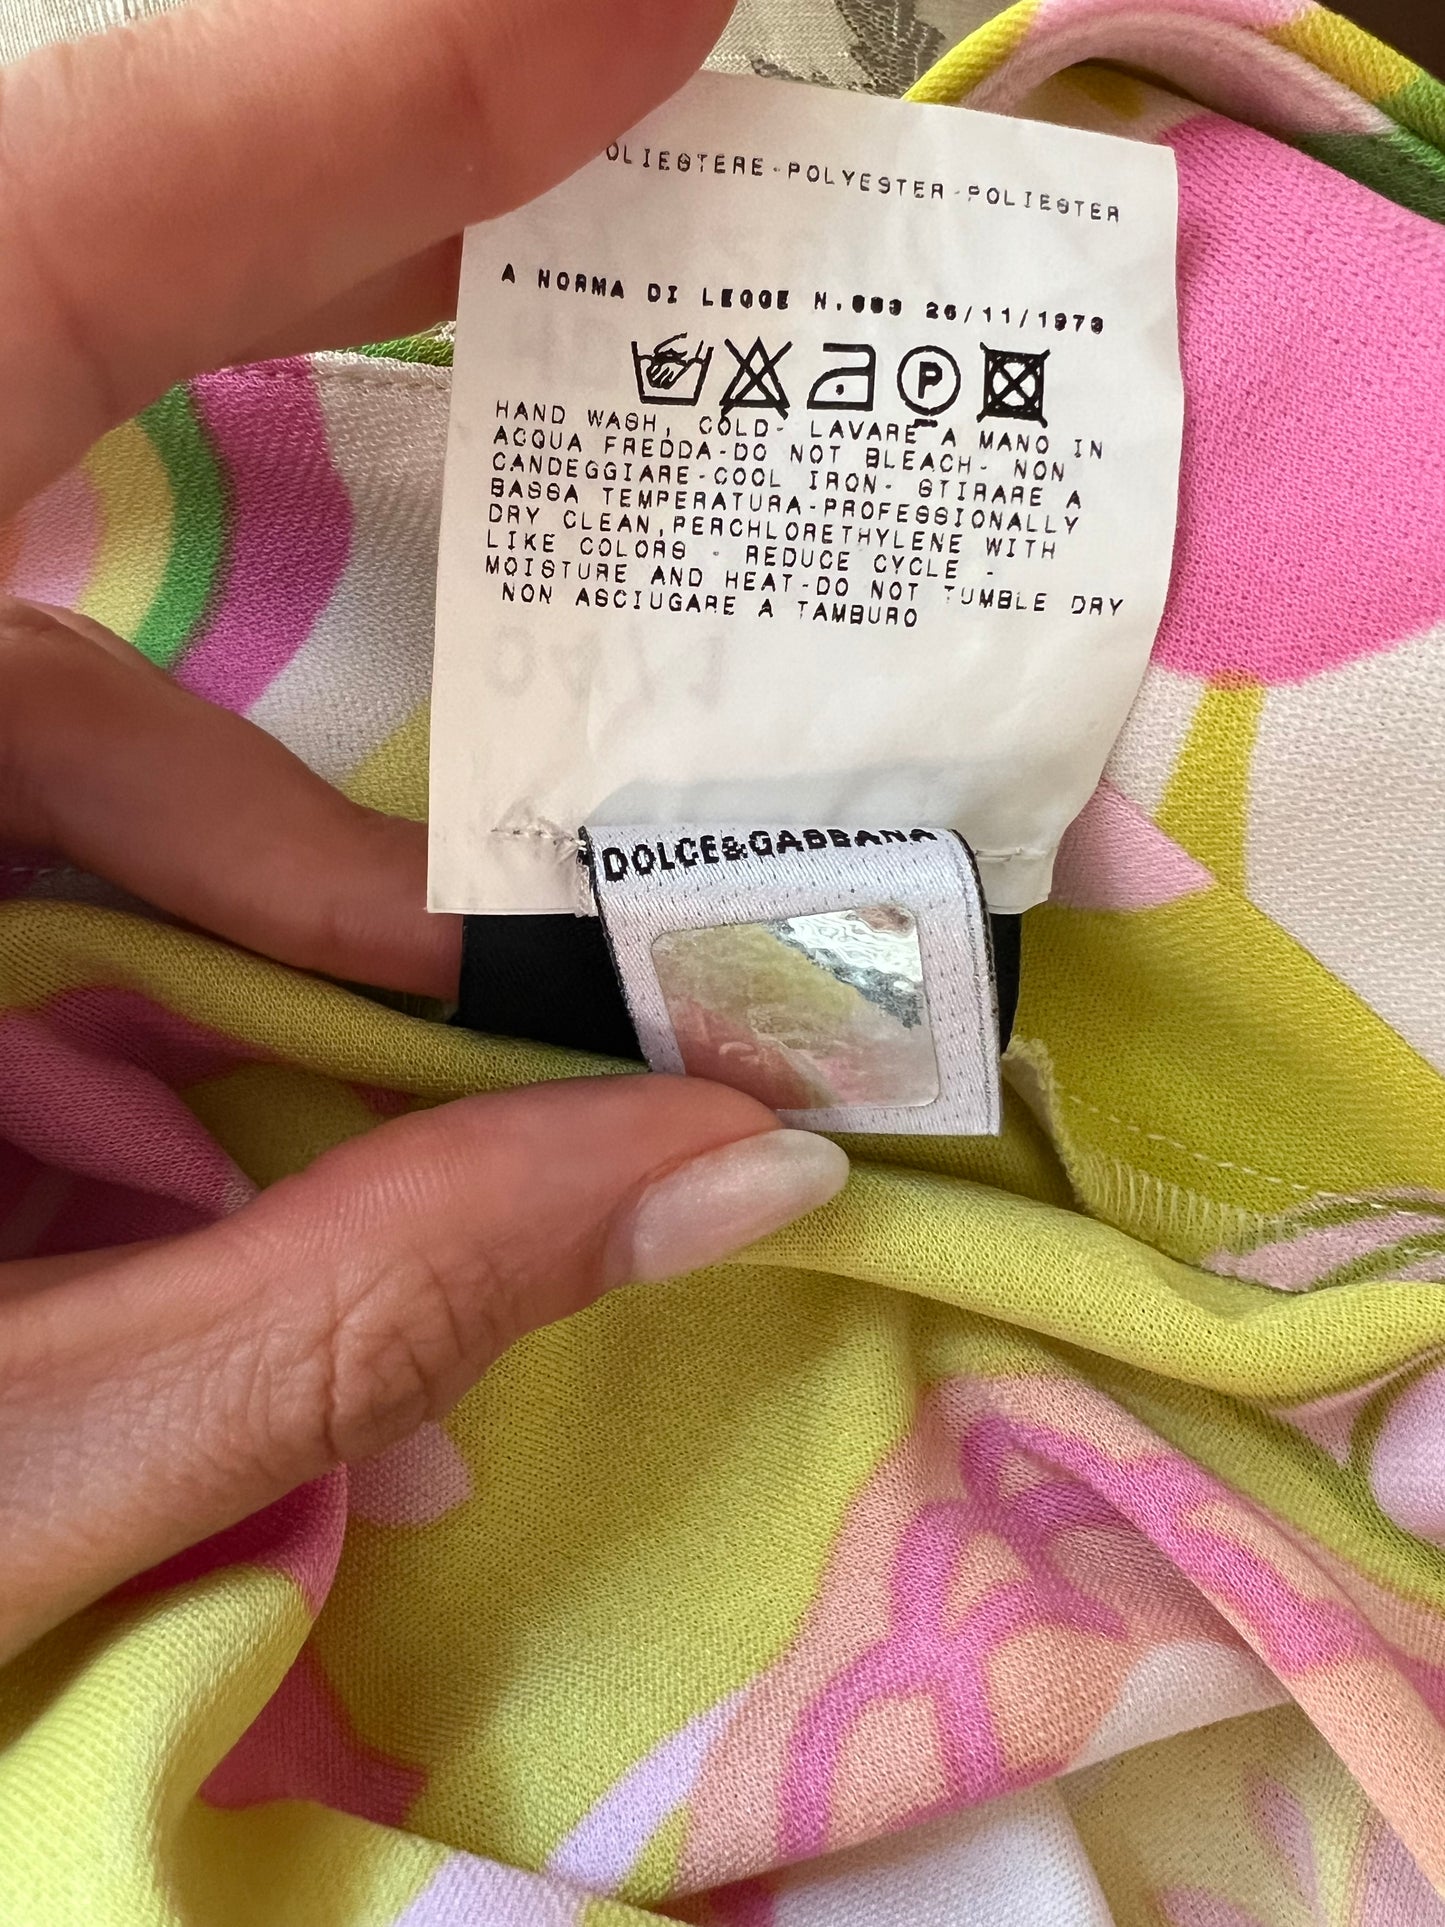 OLIESTERE-POLYESTER-POLIESTER
A NORMA DI LEGGE N.883 26/11/1973
P
HAND WASH, COLD- LAVARE A MANO IN
ACQUA FREDDA-DO NOT BLEACH- NON
CANDEGGIARE-COOL IRON- STIRARE A
BASSA TEMPERATURA-PROFESSIONALLY
DRY CLEAN,PERCHLORETHYLENE WITH
LIKE COLORS - REDUCE CYCLE -
MOISTURE AND HEAT-DO NOT TUMBLE DRY
NON ASCIUGARE A TAMBURO
DOLCE&GABBANA